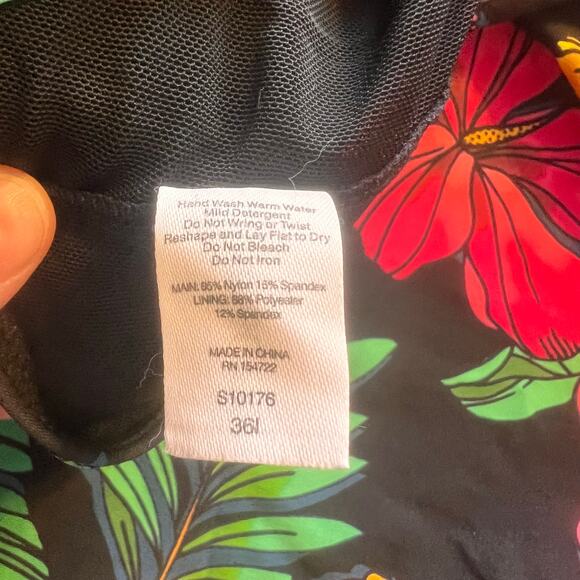 Hand Wash Warm Water
Mild Detergent
Do Not Wring or Twist
Reshape and Lay Flat to Dry
Do Not Bleach
Do Not Iron
MAIN: 85% Nylon 15% Spandex
LINING: 88% Polyester
12% Spandex
MADE IN CHINA
RN 154722
S10176
36I